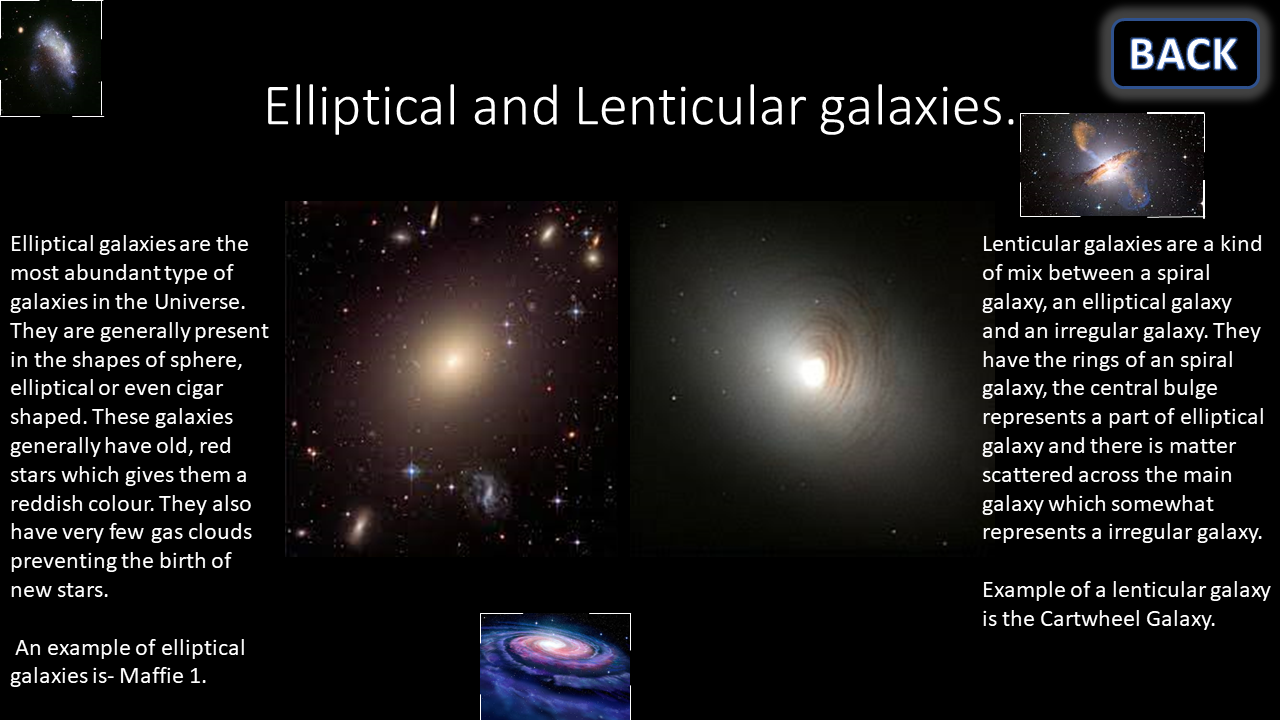 BACK
Elliptical and Lenticular galaxies.
Elliptical galaxies are the
most abundant type of
galaxies in the Universe.
They are generally present
in the shapes of sphere,
elliptical or even cigar
shaped. These galaxies
generally have old, red
stars which gives them a
reddish colour. They also
have very few gas clouds
preventing the birth of
new stars.
An example of elliptical
galaxies is- Maffie 1.
Lenticular galaxies are a kind
of mix between a spiral
galaxy, an elliptical galaxy
and an irregular galaxy. They
have the rings of an spiral
galaxy, the central bulge
represents a part of elliptical
galaxy and there is matter
scattered across the main
galaxy which somewhat
represents a irregular galaxy.
Example of a lenticular galaxy
is the Cartwheel Galaxy.